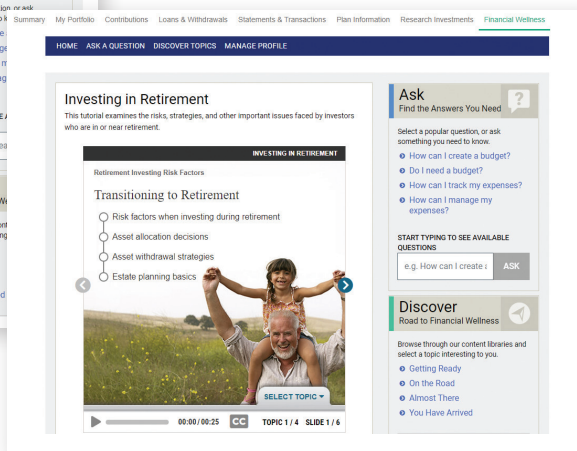 Summary My Portfolio Contributions Loans & Withdrawals Statements & Transactions Plan Information Research Investments Financial Wellness
HOME ASK A QUESTION DISCOVER TOPICS MANAGE PROFILE
Investing in Retirement
This tutorial examines the risks, strategies, and other important issues faced by investors
who are in or near retirement.
INVESTING IN RETIREMENT
Retirement Investing Risk Factors
Transitioning to Retirement
Risk factors when investing during retirement
Asset allocation decisions
Asset withdrawal strategies
Estate planning basics
SELECT TOPIC
00:00/00:25 CC TOPIC 1/4 SLIDE 1/6
Ask
Find the Answers You Need
?
Select a popular question, or ask
something you need to know.
How can I create a budget?
Do I need a budget?
How can I track my expenses?
How can I manage my
expenses?
START TYPING TO SEE AVAILABLE
QUESTIONS
e.g. How can I create a
ASK
Discover
Road to Financial Wellness
Browse through our content libraries and
select a topic interesting to you.
Getting Ready
On the Road
Almost There
You Have Arrived